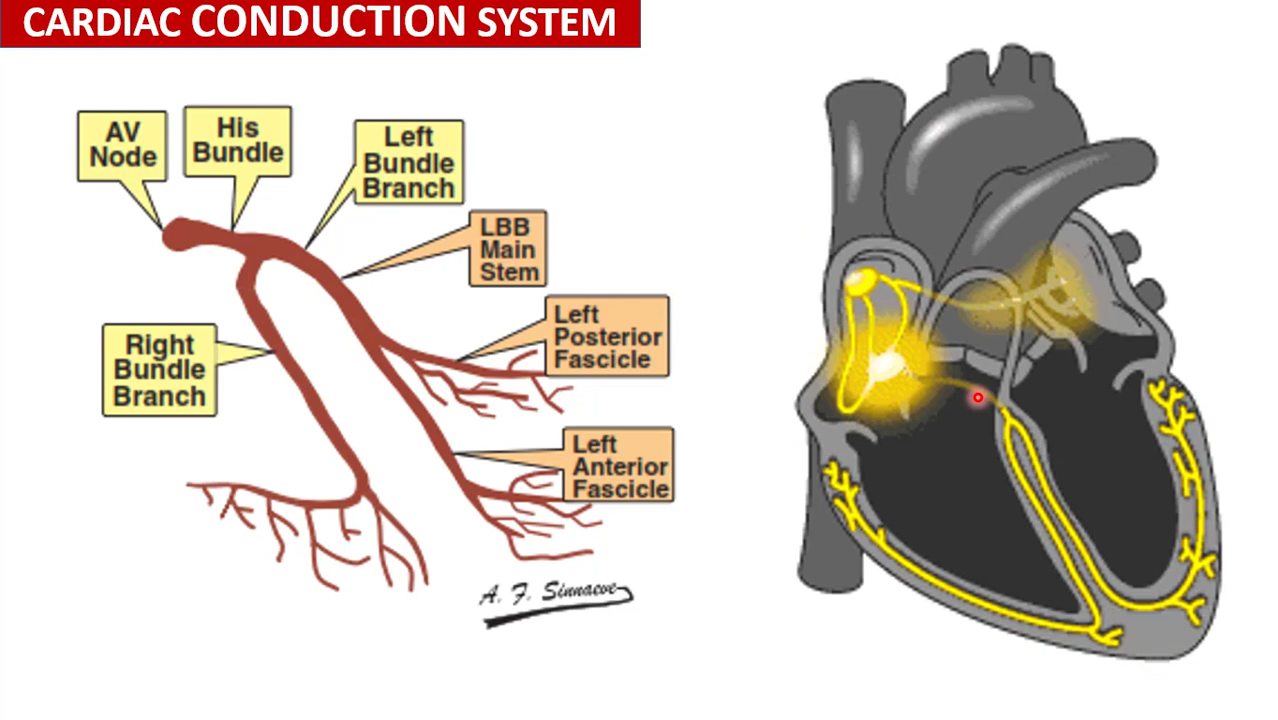 CARDIAC CONDUCTION SYSTEM
AV
Node
His
Bundle
Left
Bundle
Branch
LBB
Main
Stem
Left
Posterior
Fascicle
Right
Bundle
Branch
Left
Anterior
Fascicle
A. F. Sinnaeve